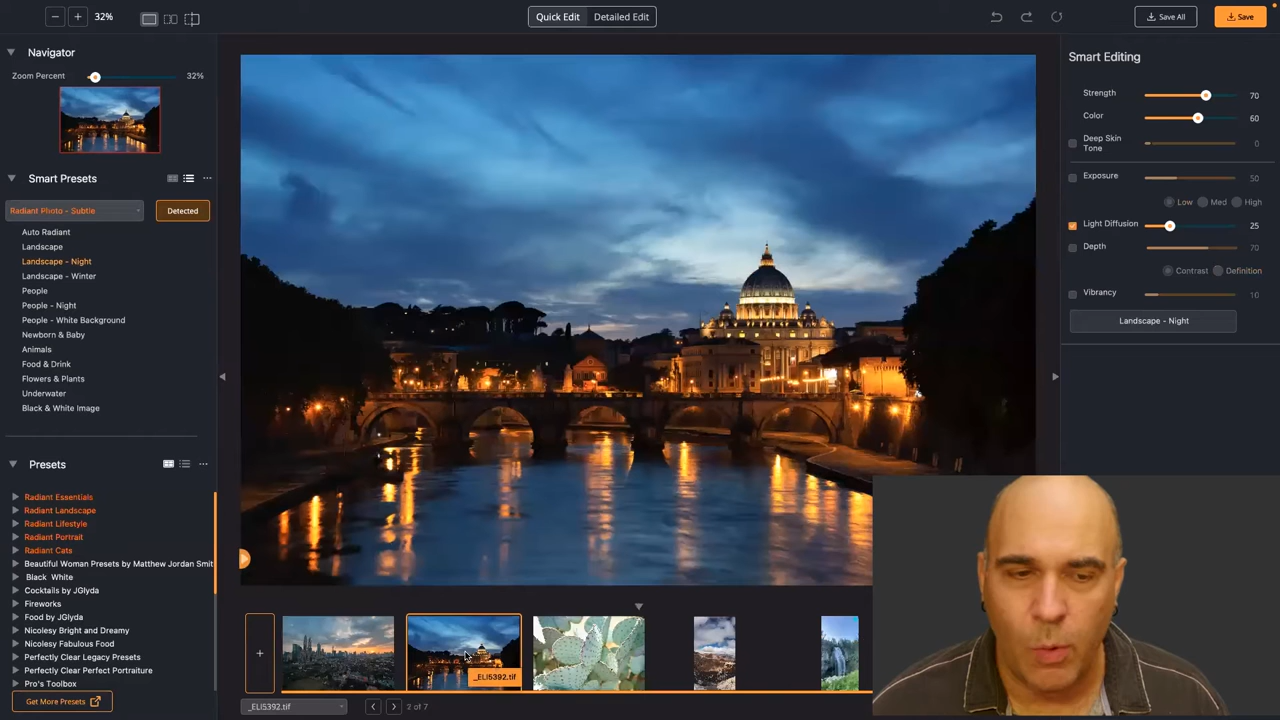 32%
Quick Edit
Detailed Edit
Save All
Save
Navigator
Zoom Percent
32%
Smart Presets
Radiant Photo - Subtle
Detected
Auto Radiant
Landscape
Landscape - Night
Landscape - Winter
People
People - Night
People - White Background
Newborn & Baby
Animals
Food & Drink
Flowers & Plants
Underwater
Black & White Image
Presets
Radiant Essentials
Radiant Landscape
Radiant Lifestyle
Radiant Portrait
Radiant Cats
Beautiful Woman Presets by Matthew Jordan Smit
Black White
Cocktails by JGlyda
Fireworks
Food by JGlyda
Nicolesy Bright and Dreamy
Nicolesy Fabulous Food
Perfectly Clear Legacy Presets
Perfectly Clear Perfect Portraiture
Pro's Toolbox
Get More Presets
_ELI5392.tif
_ELI5392.tif
2 of 7
Smart Editing
Strength 70
Color 60
Deep Skin
Tone 0
Exposure 50
Low Med High
Light Diffusion 25
Depth 70
Contrast Definition
Vibrancy 10
Landscape - Night